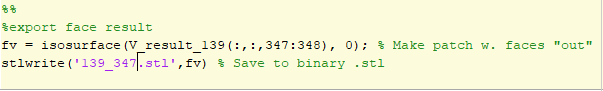 %%
%export face result
fv = isosurface(V_result_139(:,:,347:348), 0); % Make patch w. faces "out"
stlwrite('139_347.stl',fv) % Save to binary .stl